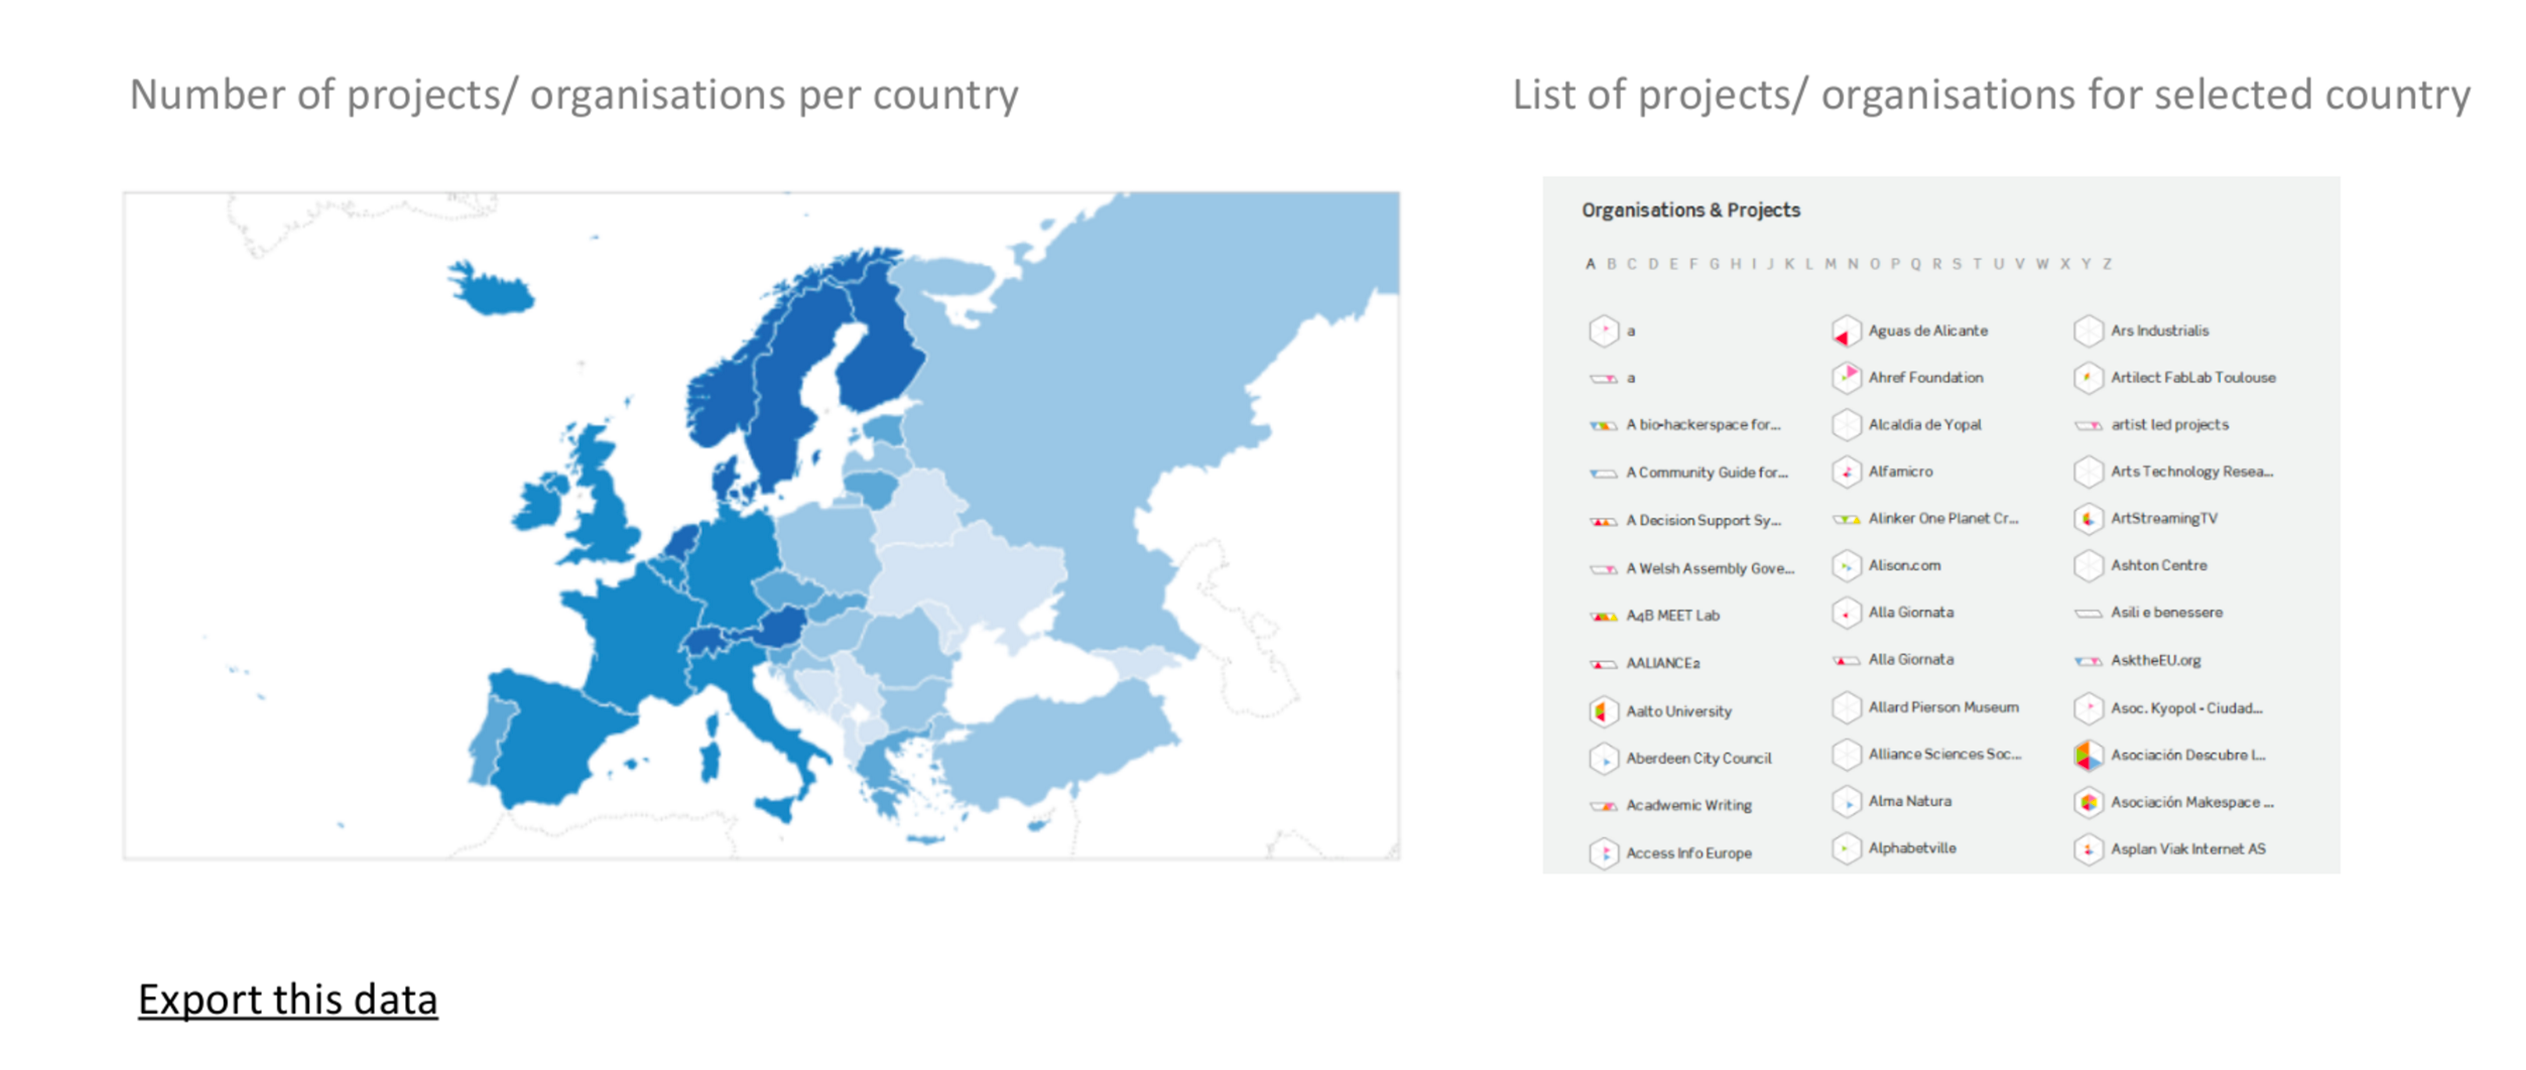 Number of projects/ organisations per country
List of projects/ organisations for selected country
Organisations & Projects
A B C D E F G H I J K L M N O P Q R S T U V W X Y Z
a
a
A bio-hackerspace for...
A Community Guide for...
A Decision Support Sy...
A Welsh Assembly Gove...
A4B MEET Lab
AALIANCE2
Aalto University
Aberdeen City Council
Acadwemic Writing
Access Info Europe
Aguas de Alicante
Ahref Foundation
Alcaldia de Yopal
Alfamicro
Alinker One Planet Cr...
Alison.com
Alla Giornata
Alla Giornata
Allard Pierson Museum
Alliance Sciences Soc...
Alma Natura
Alphabetville
Ars Industrialis
Artilect FabLab Toulouse
artist led projects
Arts Technology Resea...
ArtStreamingTV
Ashton Centre
Asili e benessere
AsktheEU.org
Asoc. Kyopol - Ciudad...
Asociación Descubre l...
Asociación Makespace ...
Asplan Viak Internet AS
Export this data